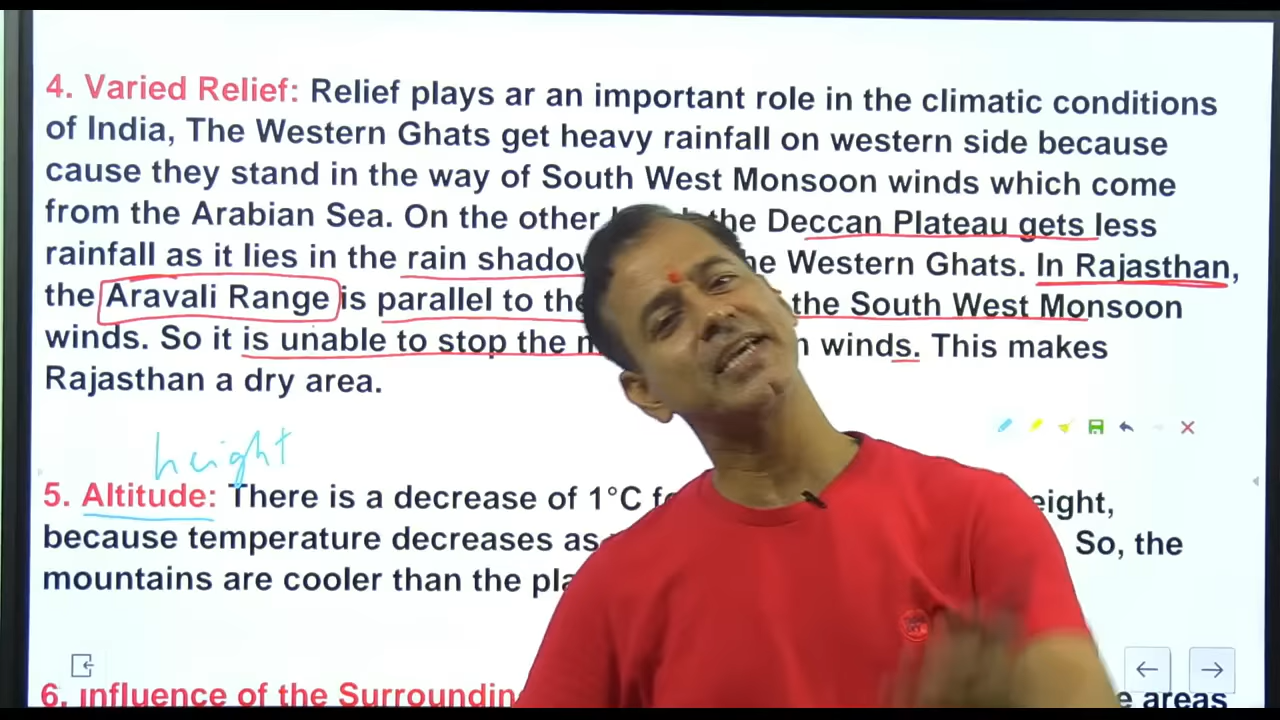 4. Varied Relief: Relief plays ar an important role in the climatic conditions
of India, The Western Ghats get heavy rainfall on western side because
cause they stand in the way of South West Monsoon winds which come
from the Arabian Sea. On the other the Deccan Plateau gets less
rainfall as it lies in the rain shadow Western Ghats. In Rajasthan,
the Aravali Range is parallel to the the South West Monsoon
winds. So it is unable to stop the winds. This makes
Rajasthan a dry area.
height
5. Altitude: There is a decrease of 1°C
because temperature decreases as So, the
mountains are cooler than the
6. Influence of the areas